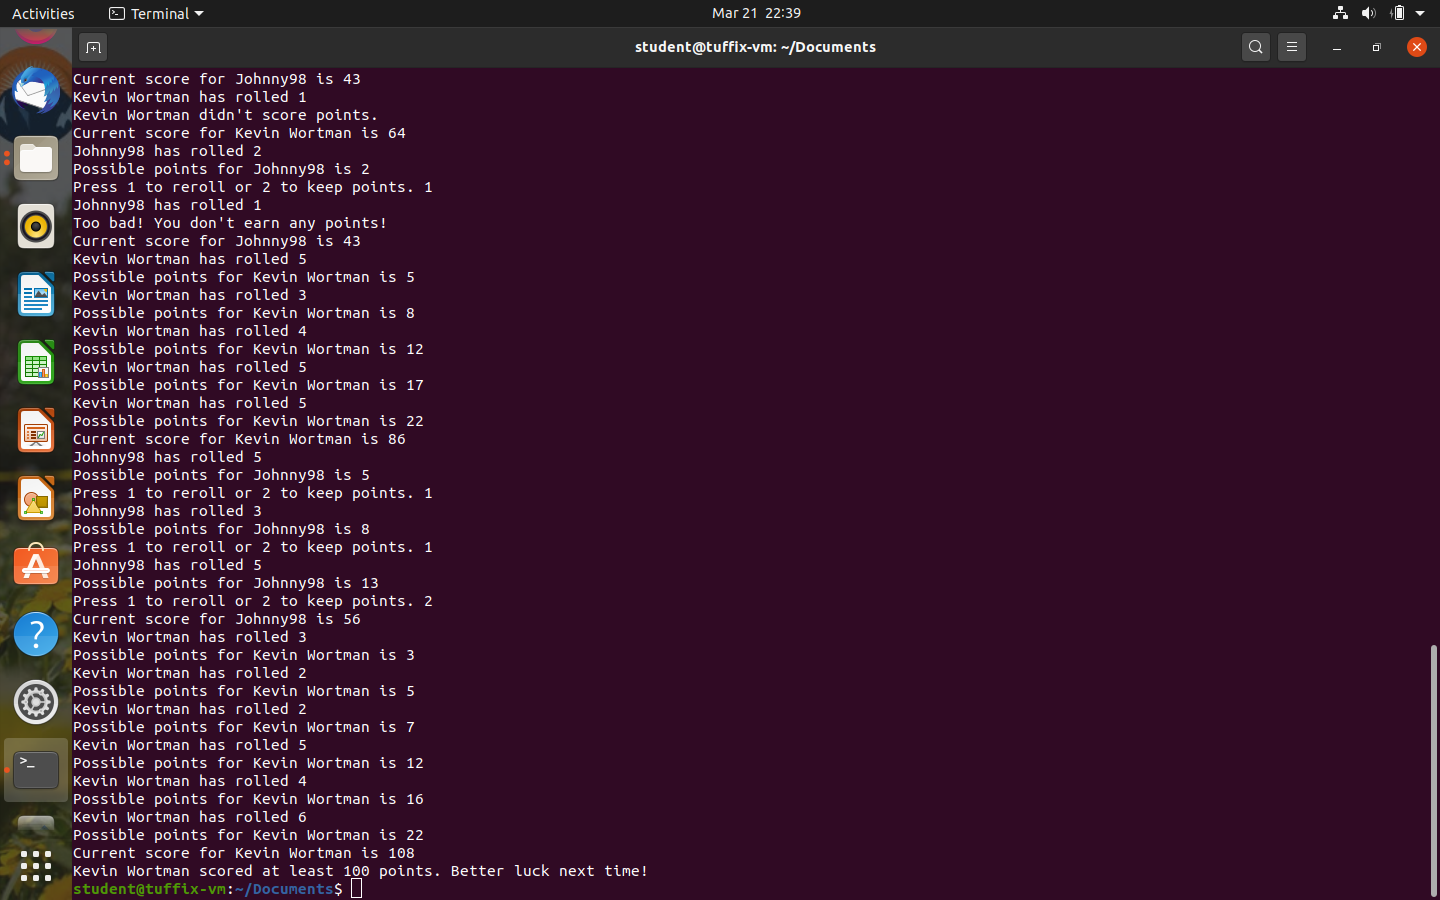 Activities
Terminal
Mar 21 22:39
student@tuffix-vm: ~/Documents
Current score for Johnny98 is 43
Kevin Wortman has rolled 1
Kevin Wortman didn't score points.
Current score for Kevin Wortman is 64
Johnny98 has rolled 2
Possible points for Johnny98 is 2
Press 1 to reroll or 2 to keep points. 1
Johnny98 has rolled 1
Too bad! You don't earn any points!
Current score for Johnny98 is 43
Kevin Wortman has rolled 5
Possible points for Kevin Wortman is 5
Kevin Wortman has rolled 3
Possible points for Kevin Wortman is 8
Kevin Wortman has rolled 4
Possible points for Kevin Wortman is 12
Kevin Wortman has rolled 5
Possible points for Kevin Wortman is 17
Kevin Wortman has rolled 5
Possible points for Kevin Wortman is 22
Current score for Kevin Wortman is 86
Johnny98 has rolled 5
Possible points for Johnny98 is 5
Press 1 to reroll or 2 to keep points. 1
Johnny98 has rolled 3
Possible points for Johnny98 is 8
Press 1 to reroll or 2 to keep points. 1
Johnny98 has rolled 5
Possible points for Johnny98 is 13
Press 1 to reroll or 2 to keep points. 2
Current score for Johnny98 is 56
Kevin Wortman has rolled 3
Possible points for Kevin Wortman is 3
Kevin Wortman has rolled 2
Possible points for Kevin Wortman is 5
Kevin Wortman has rolled 2
Possible points for Kevin Wortman is 7
Kevin Wortman has rolled 5
Possible points for Kevin Wortman is 12
Kevin Wortman has rolled 4
Possible points for Kevin Wortman is 16
Kevin Wortman has rolled 6
Possible points for Kevin Wortman is 22
Current score for Kevin Wortman is 108
Kevin Wortman scored at least 100 points. Better luck next time!
student@tuffix-vm:~/Documents$